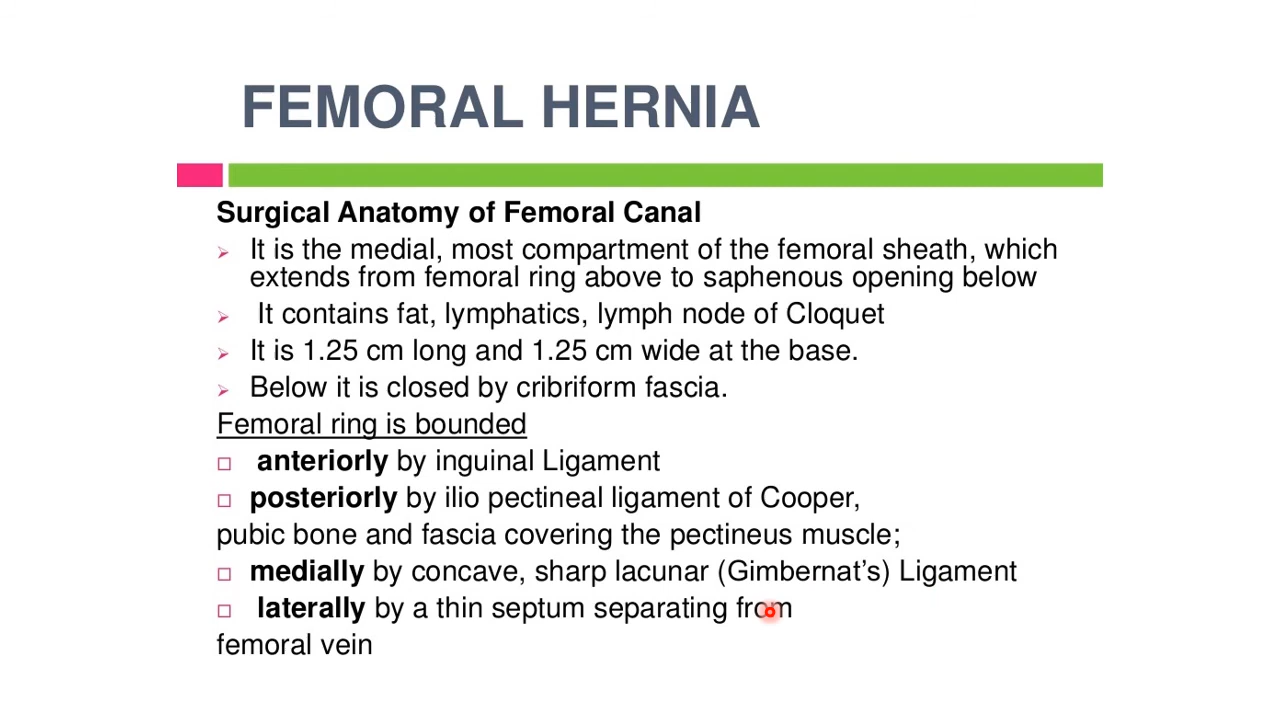 FEMORAL HERNIA
Surgical Anatomy of Femoral Canal
It is the medial, most compartment of the femoral sheath, which
extends from femoral ring above to saphenous opening below
It contains fat, lymphatics, lymph node of Cloquet
It is 1.25 cm long and 1.25 cm wide at the base.
Below it is closed by cribriform fascia.
Femoral ring is bounded
anteriorly by inguinal Ligament
posteriorly by ilio pectineal ligament of Cooper,
pubic bone and fascia covering the pectineus muscle;
medially by concave, sharp lacunar (Gimbernat’s) Ligament
laterally by a thin septum separating from
femoral vein